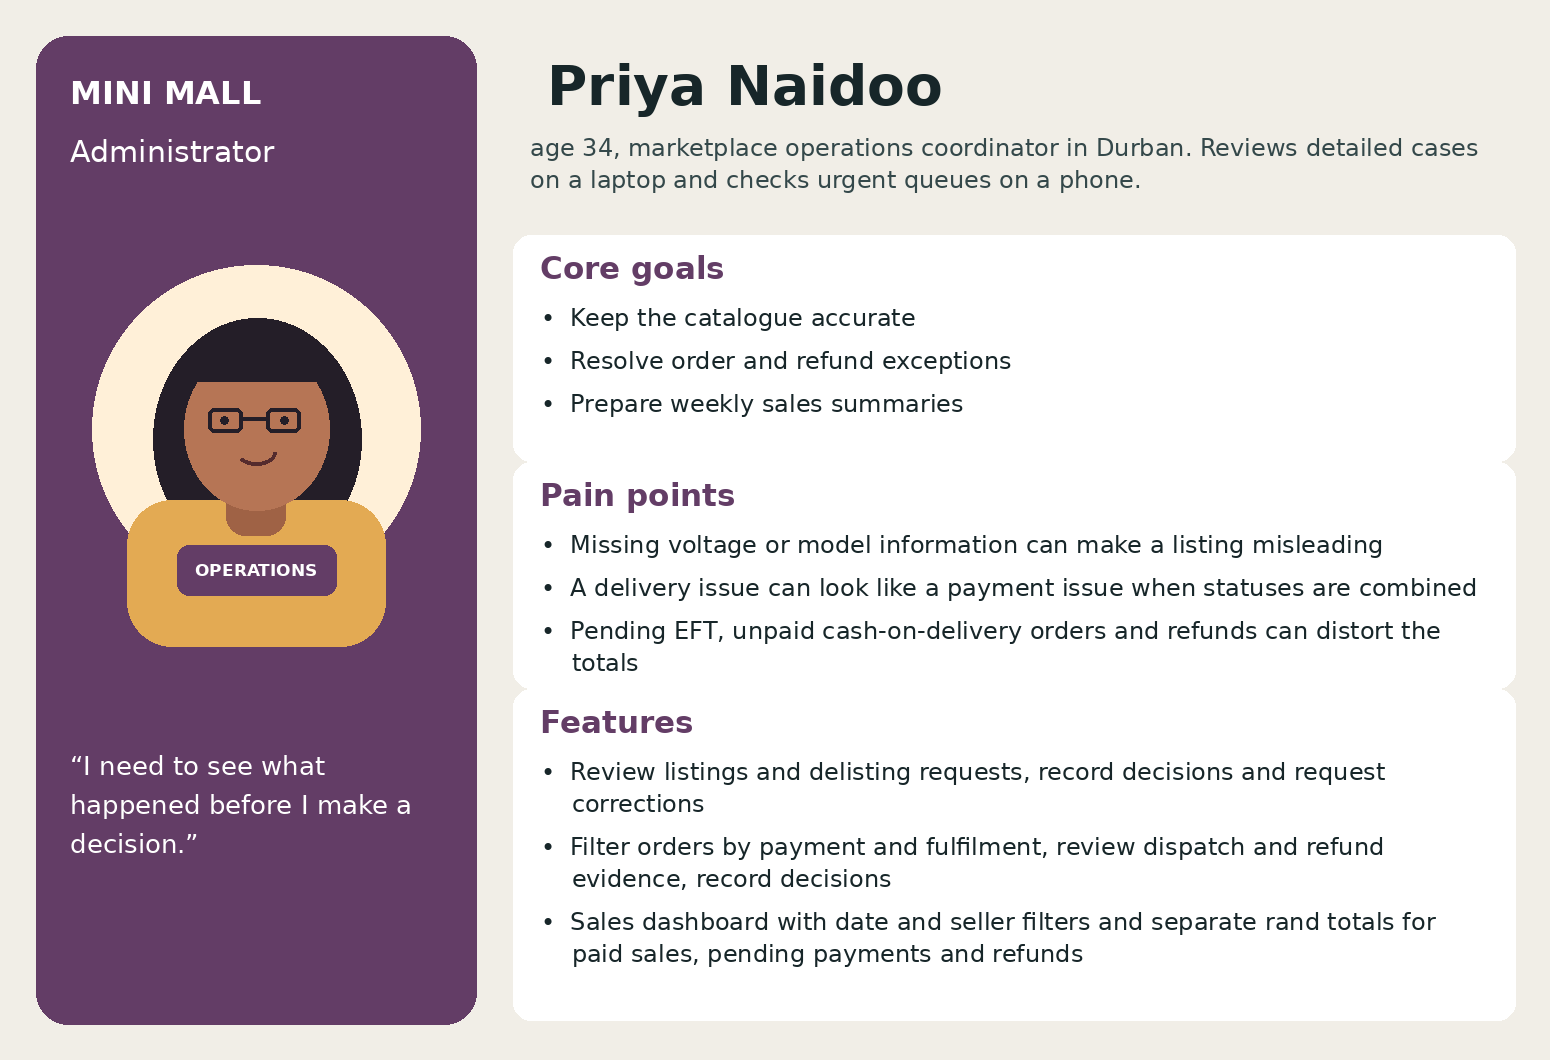 MINI MALL
Administrator
OPERATIONS
“I need to see what
happened before I make a
decision.”
Priya Naidoo
age 34, marketplace operations coordinator in Durban. Reviews detailed cases
on a laptop and checks urgent queues on a phone.
Core goals
• Keep the catalogue accurate
• Resolve order and refund exceptions
• Prepare weekly sales summaries
Pain points
• Missing voltage or model information can make a listing misleading
• A delivery issue can look like a payment issue when statuses are combined
• Pending EFT, unpaid cash-on-delivery orders and refunds can distort the
totals
Features
• Review listings and delisting requests, record decisions and request
corrections
• Filter orders by payment and fulfilment, review dispatch and refund
evidence, record decisions
• Sales dashboard with date and seller filters and separate rand totals for
paid sales, pending payments and refunds